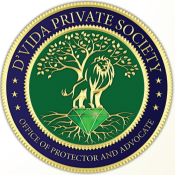 D'VIDA PRIVATE SOCIETY
OFFICE OF PROTECTOR AND ADVOCATE